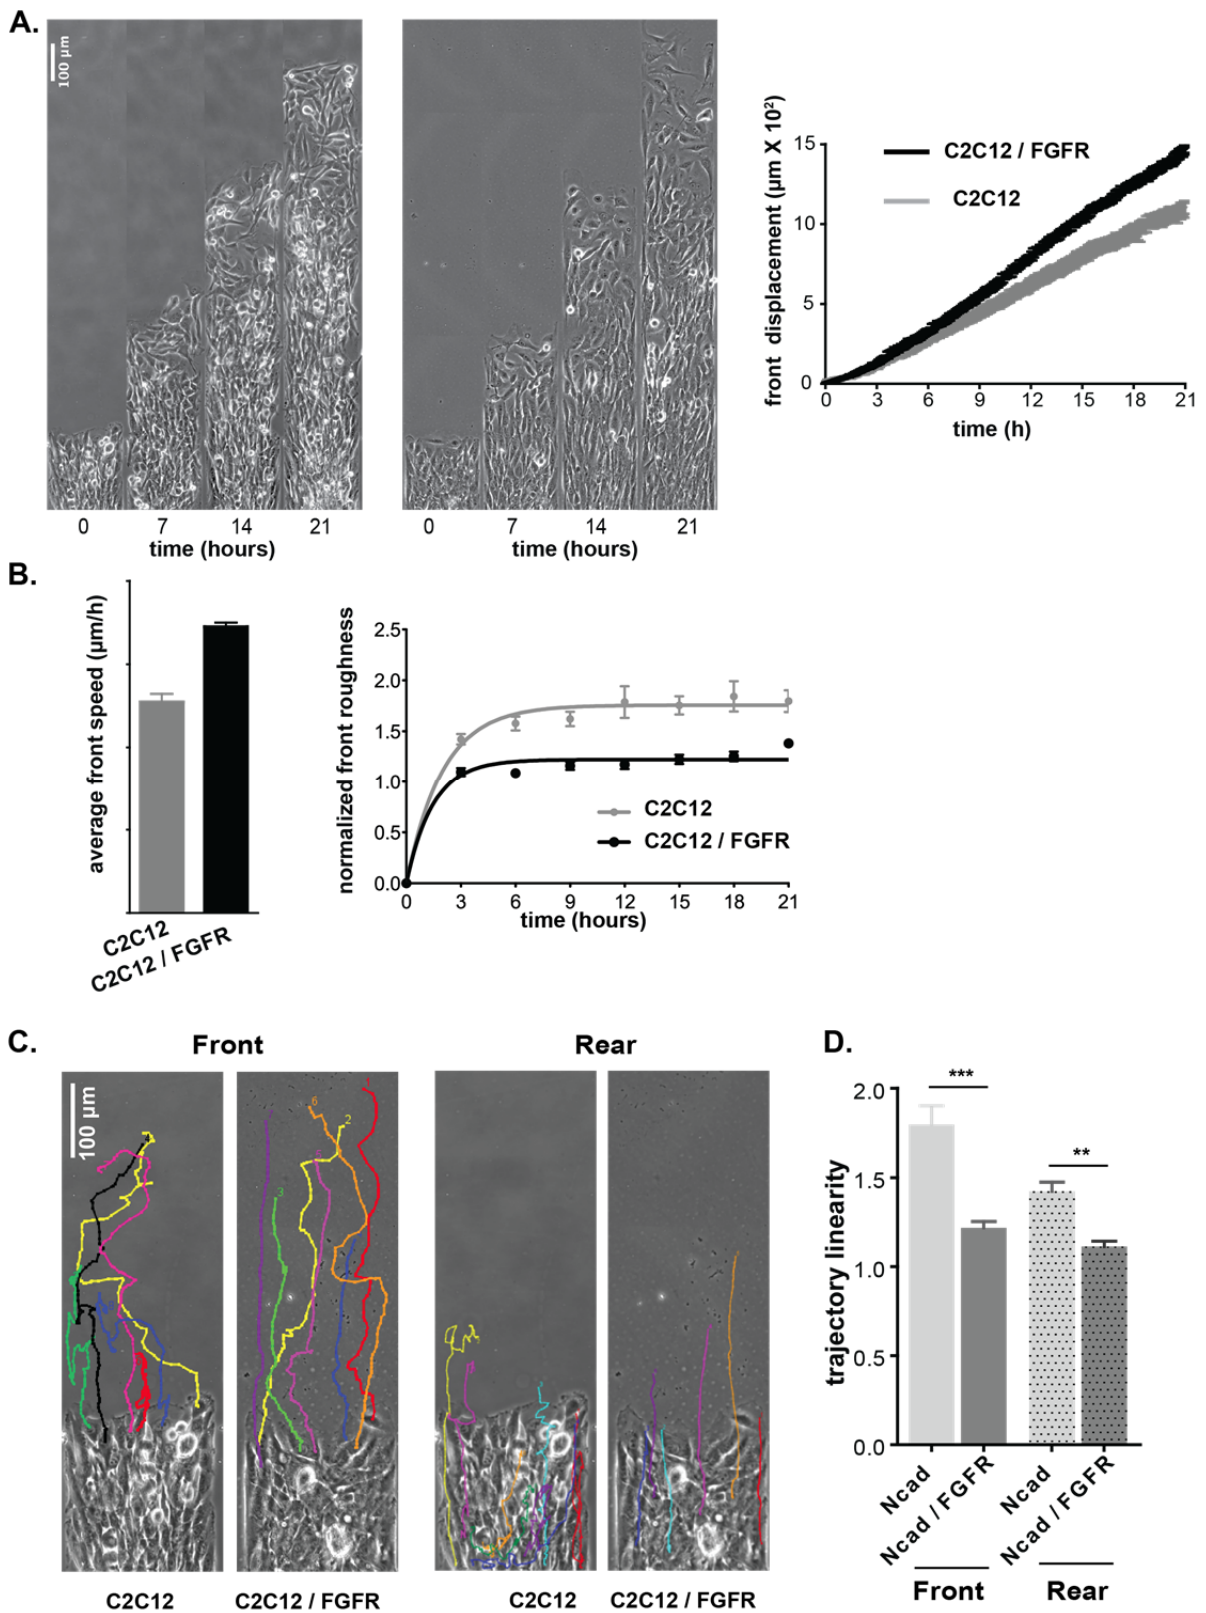 A.
100 µm
0 7 14 21
time (hours)
0 7 14 21
time (hours)
front displacement (µm X 10²)
15
10
5
0
0 3 6 9 12 15 18 21
time (h)
C2C12 / FGFR
C2C12
B.
average front speed (µm/h)
C2C12
C2C12 / FGFR
normalized front roughness
2.5
2.0
1.5
1.0
0.5
0.0
0 3 6 9 12 15 18 21
time (hours)
C2C12
C2C12 / FGFR
C.
Front
Rear
100 µm
1
6
2
3
C2C12
C2C12 / FGFR
C2C12
C2C12 / FGFR
D.
trajectory linearity
2.0
1.5
1.0
0.5
0.0
***
**
Ncad
Ncad / FGFR
Ncad
Ncad / FGFR
Front
Rear